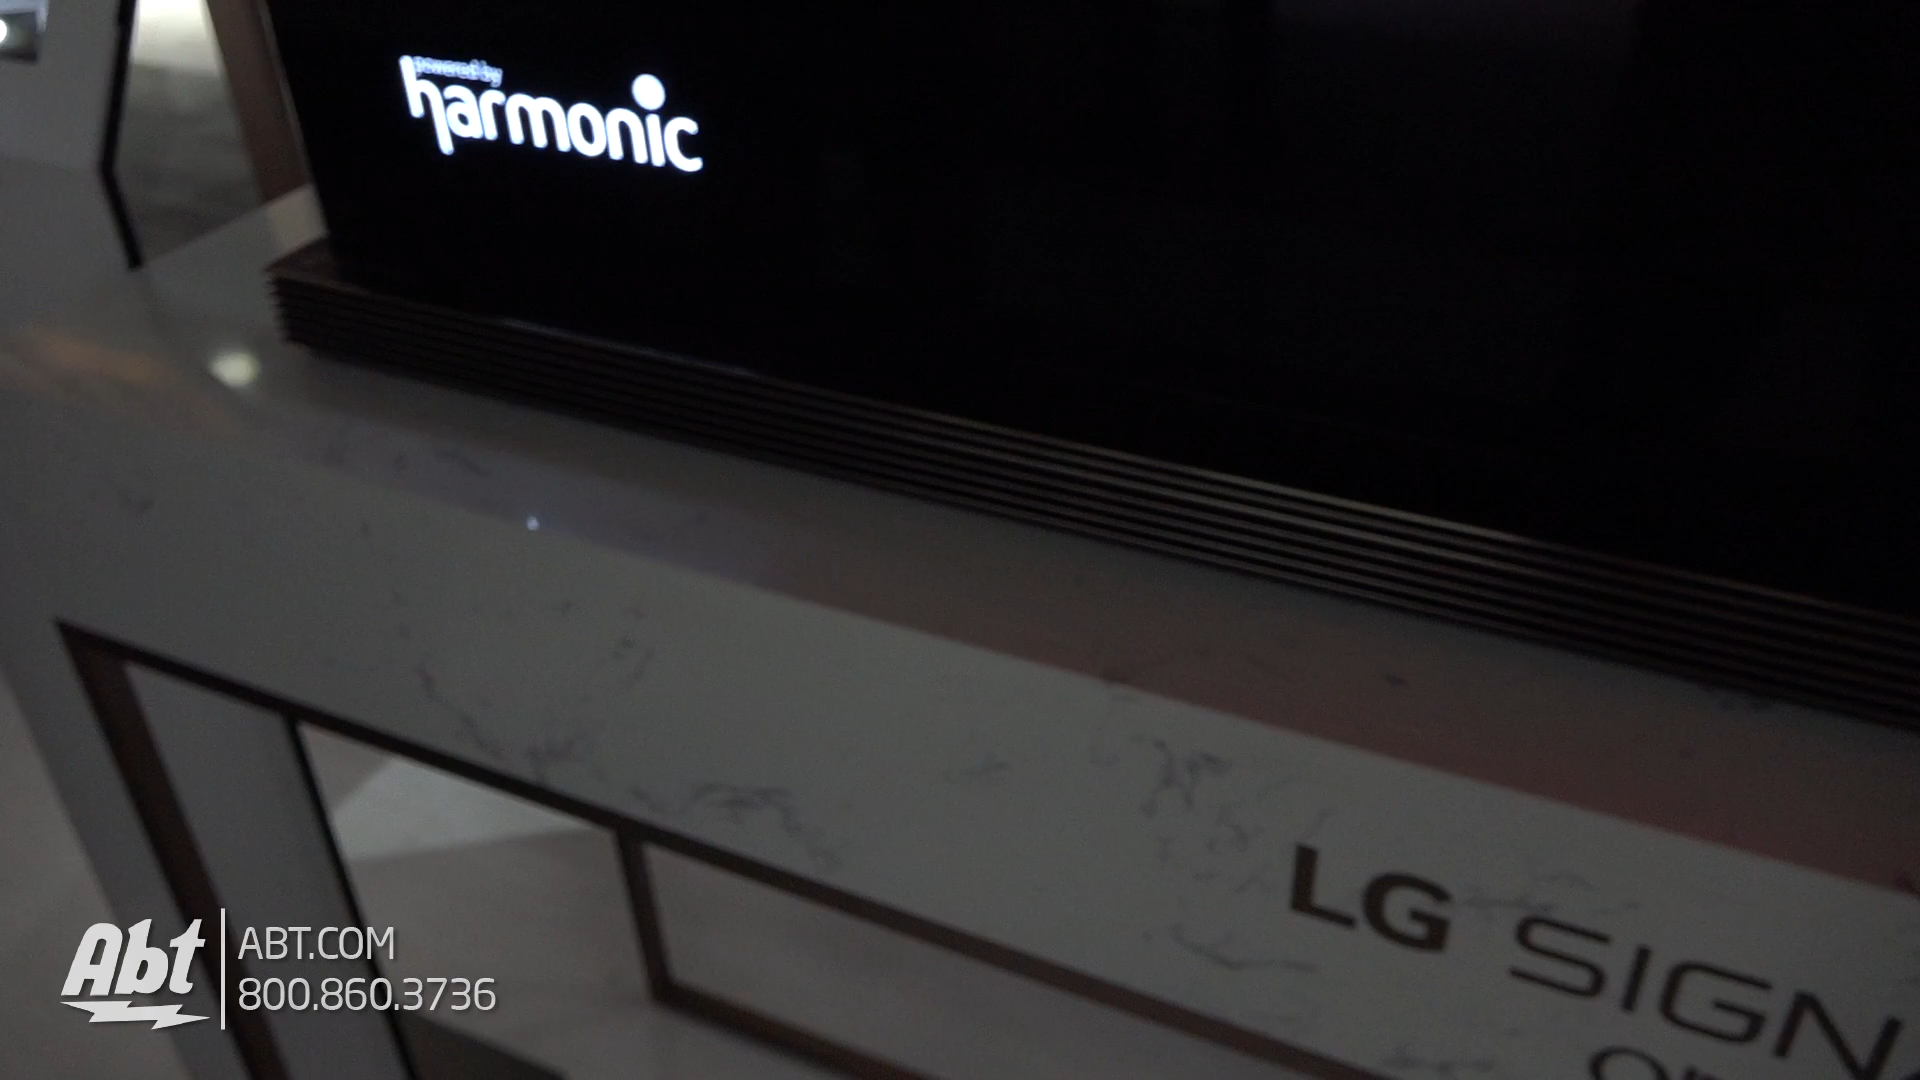 powered by
harmonic
LG SIGN
Abt
ABT.COM
800.860.3736